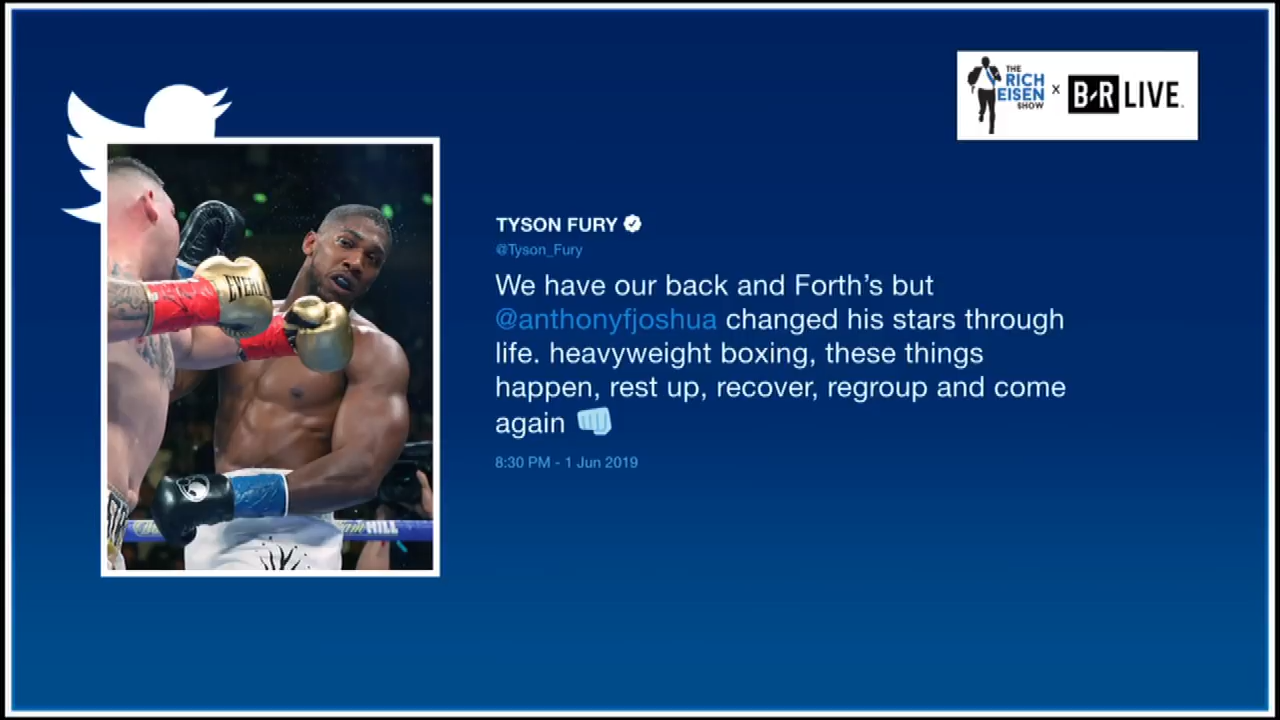 THE
RICH
EISEN
SHOW
x
B/R LIVE.
TYSON FURY
@Tyson_Fury
We have our back and Forth's but
@anthonyfjoshua changed his stars through
life. heavyweight boxing, these things
happen, rest up, recover, regroup and come
again 👊
8:30 PM - 1 Jun 2019
HILL